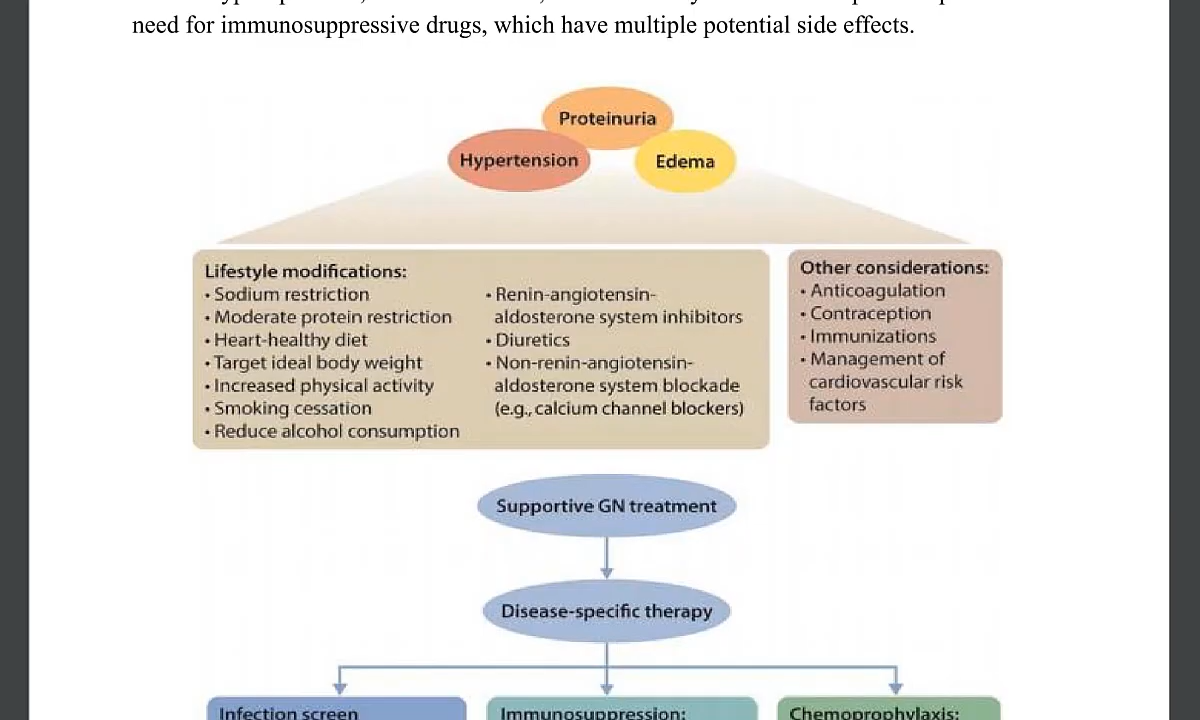 need for immunosuppressive drugs, which have multiple potential side effects.
Proteinuria
Hypertension
Edema
Lifestyle modifications:
• Sodium restriction
• Moderate protein restriction
• Heart-healthy diet
• Target ideal body weight
• Increased physical activity
• Smoking cessation
• Reduce alcohol consumption
• Renin-angiotensin-
aldosterone system inhibitors
• Diuretics
• Non-renin-angiotensin-
aldosterone system blockade
(e.g., calcium channel blockers)
Other considerations:
• Anticoagulation
• Contraception
• Immunizations
• Management of
cardiovascular risk
factors
Supportive GN treatment
Disease-specific therapy
Infection screen
Immunosuppression:
Chemoprophylaxis: